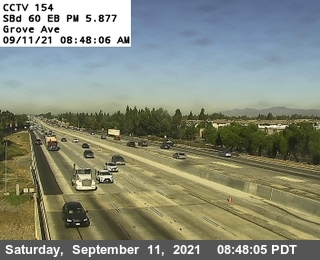 CCTV 154
SBd 60 EB PM 5.877
Grove Ave
09/11/21 08:48:06 AM
Saturday, September 11, 2021 08:48:05 PDT